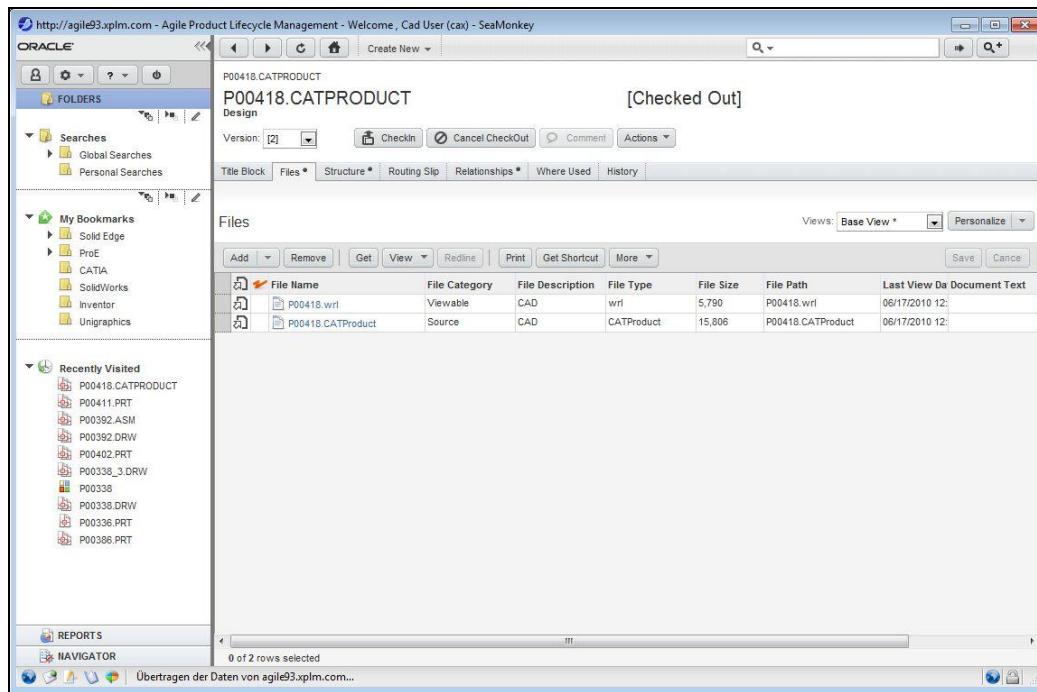 http://agile93.xplm.com - Agile Product Lifecycle Management - Welcome , Cad User (cax) - SeaMonkey
ORACLE
Create New
FOLDERS
Searches
Global Searches
Personal Searches
My Bookmarks
Solid Edge
ProE
CATIA
SolidWorks
Inventor
Unigraphics
Recently Visited
P00418.CATPRODUCT
P00411.PRT
P00392.ASM
P00392.DRW
P00402.PRT
P00338_3.DRW
P00338
P00338.DRW
P00336.PRT
P00386.PRT
REPORTS
NAVIGATOR
P00418.CATPRODUCT
P00418.CATPRODUCT [Checked Out]
Design
Version: [2] CheckIn Cancel CheckOut Comment Actions
Title Block Files Structure Routing Slip Relationships Where Used History
Files Views: Base View * Personalize
Add Remove Get View Redline Print Get Shortcut More Save Cance
File Name File Category File Description File Type File Size File Path Last View Da Document Text
P00418.wrl Viewable CAD wrl 5,790 P00418.wrl 06/17/2010 12:
P00418.CATProduct Source CAD CATProduct 15,806 P00418.CATProduct 06/17/2010 12:
0 of 2 rows selected
Übertragen der Daten von agile93.xplm.com...